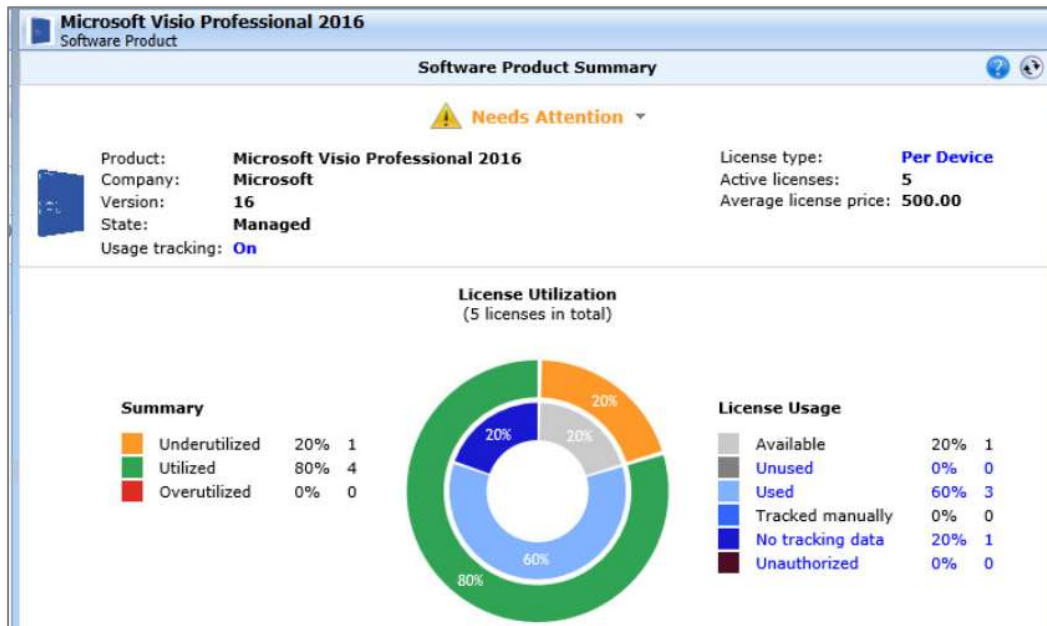 Microsoft Visio Professional 2016
Software Product
Software Product Summary
Needs Attention
Product: Microsoft Visio Professional 2016
Company: Microsoft
Version: 16
State: Managed
Usage tracking: On
License type: Per Device
Active licenses: 5
Average license price: 500.00
License Utilization
(5 licenses in total)
Summary
Underutilized 20% 1
Utilized 80% 4
Overutilized 0% 0
20%
20%
20%
60%
80%
License Usage
Available 20% 1
Unused 0% 0
Used 60% 3
Tracked manually 0% 0
No tracking data 20% 1
Unauthorized 0% 0